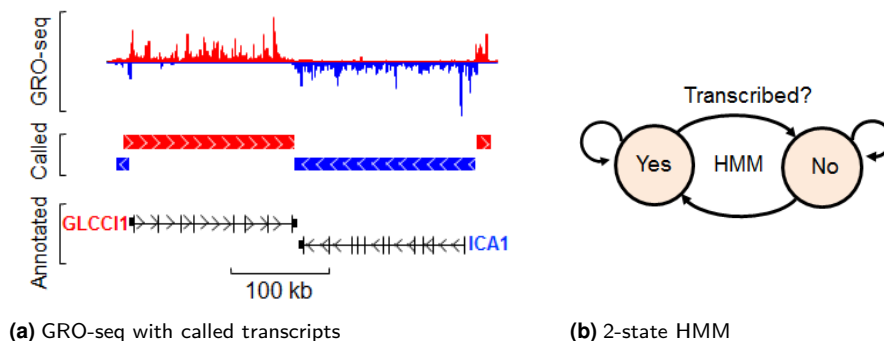 GRO-seq
Called
Annotated
GLCCI1
ICA1
100 kb
(a) GRO-seq with called transcripts
Transcribed?
Yes
HMM
No
(b) 2-state HMM